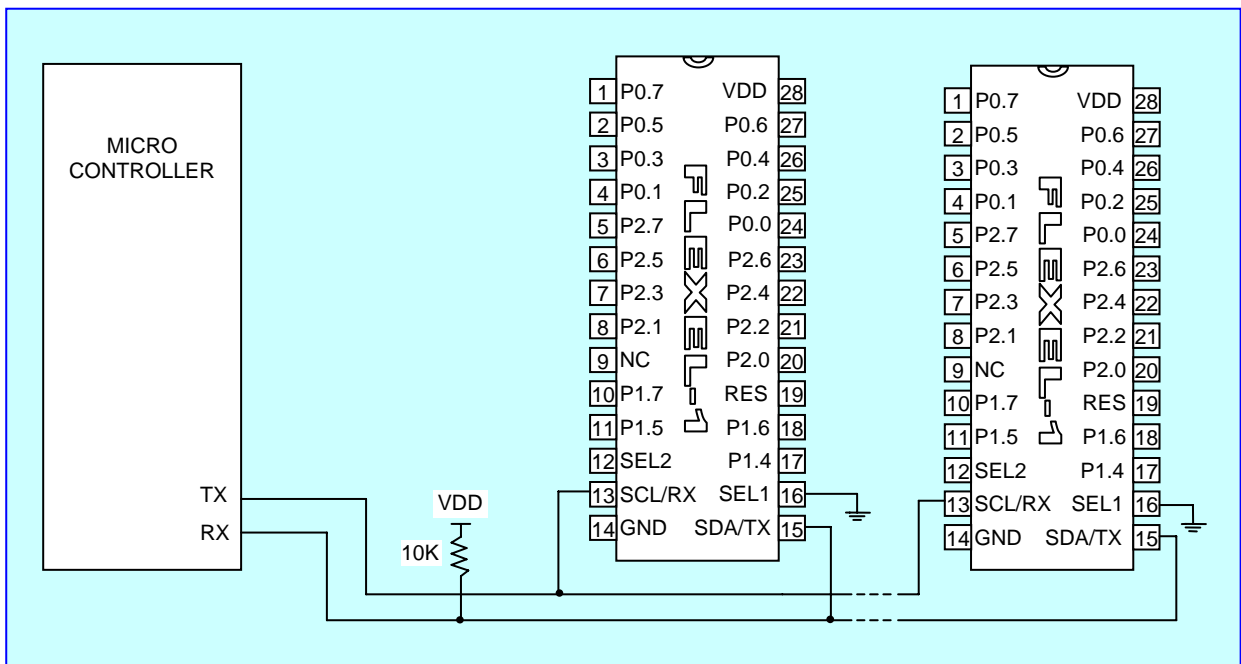 MICRO
CONTROLLER
TX
RX
VDD
10K
1 P0.7 VDD 28
2 P0.5 P0.6 27
3 P0.3 P0.4 26
4 P0.1 P0.2 25
5 P2.7 P0.0 24
6 P2.5 P2.6 23
7 P2.3 P2.4 22
8 P2.1 P2.2 21
9 NC P2.0 20
10 P1.7 RES 19
11 P1.5 P1.6 18
12 SEL2 P1.4 17
13 SCL/RX SEL1 16
14 GND SDA/TX 15
FLEXEL-1
1 P0.7 VDD 28
2 P0.5 P0.6 27
3 P0.3 P0.4 26
4 P0.1 P0.2 25
5 P2.7 P0.0 24
6 P2.5 P2.6 23
7 P2.3 P2.4 22
8 P2.1 P2.2 21
9 NC P2.0 20
10 P1.7 RES 19
11 P1.5 P1.6 18
12 SEL2 P1.4 17
13 SCL/RX SEL1 16
14 GND SDA/TX 15
FLEXEL-1